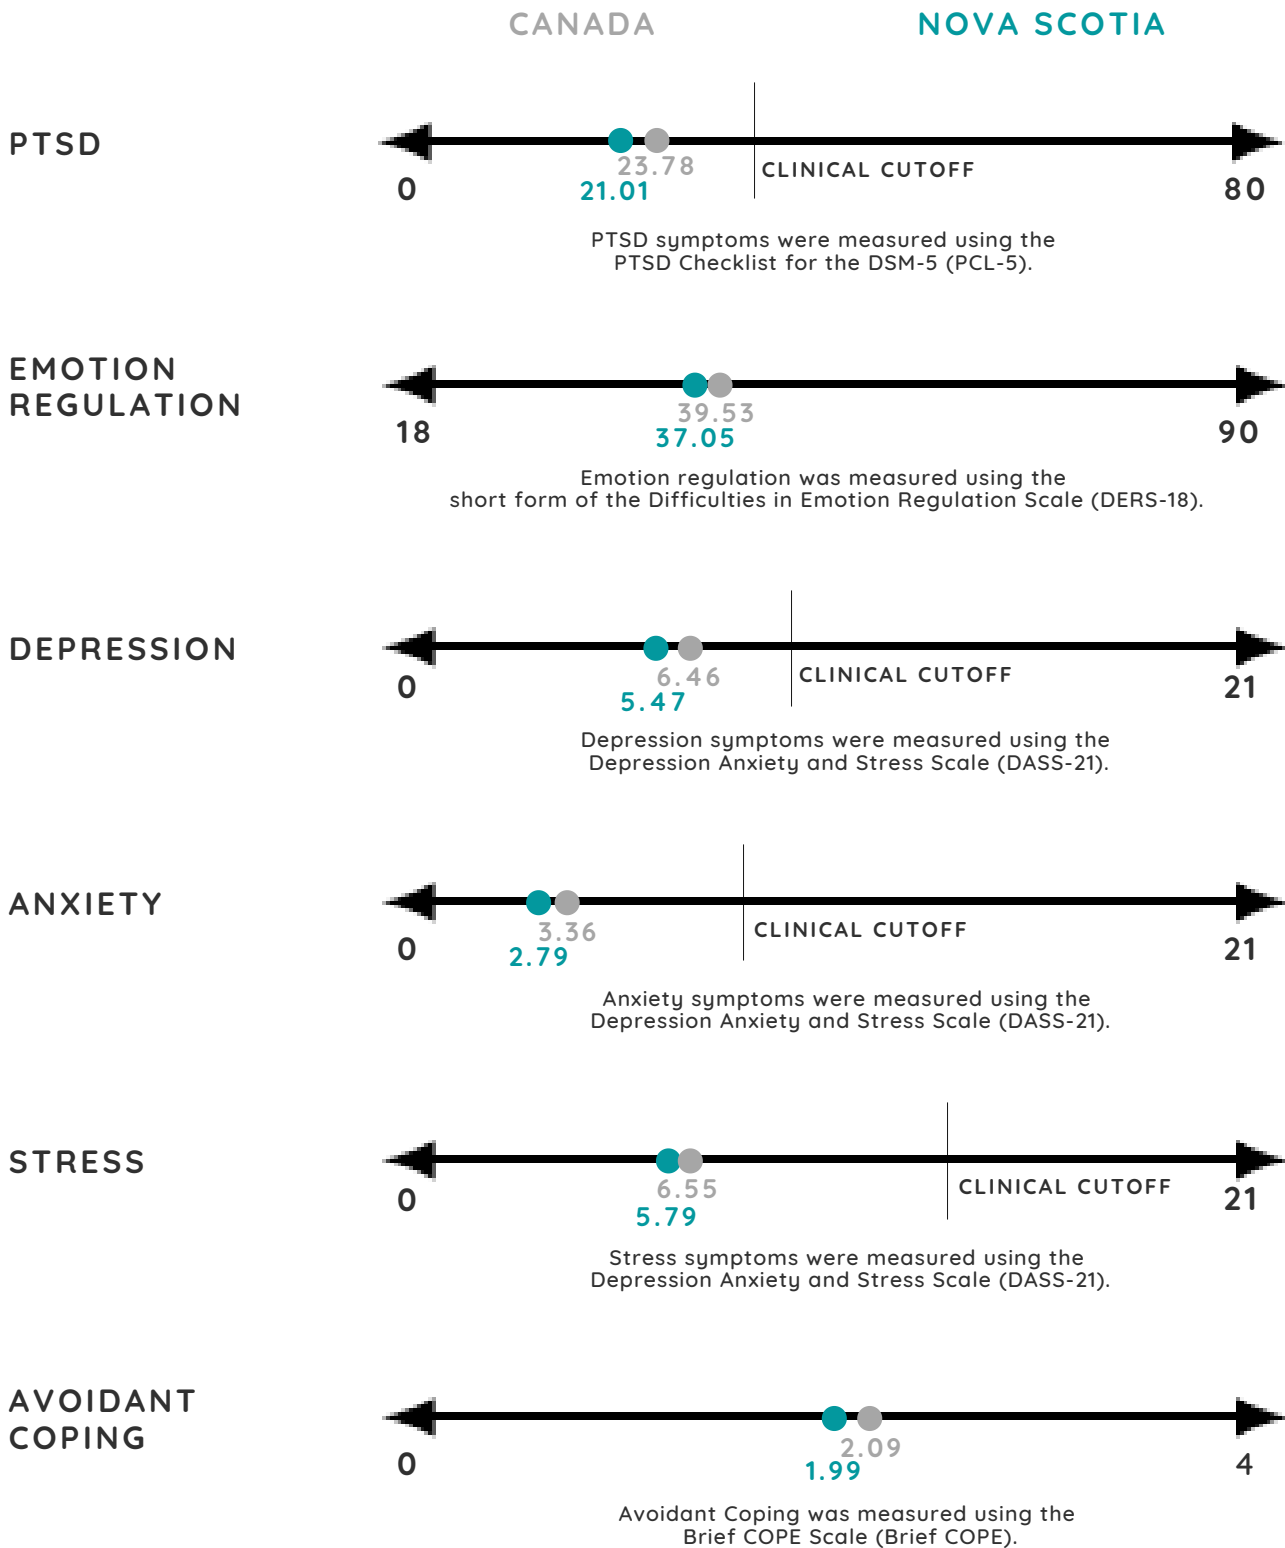 CANADA
NOVA SCOTIA
PTSD
23.78
CLINICAL CUTOFF
21.01
0
80
PTSD symptoms were measured using the
PTSD Checklist for the DSM-5 (PCL-5).
EMOTION
REGULATION
39.53
37.05
18
90
Emotion regulation was measured using the
short form of the Difficulties in Emotion Regulation Scale (DERS-18).
DEPRESSION
6.46
CLINICAL CUTOFF
5.47
0
21
Depression symptoms were measured using the
Depression Anxiety and Stress Scale (DASS-21).
ANXIETY
3.36
CLINICAL CUTOFF
2.79
0
21
Anxiety symptoms were measured using the
Depression Anxiety and Stress Scale (DASS-21).
STRESS
6.55
CLINICAL CUTOFF
5.79
0
21
Stress symptoms were measured using the
Depression Anxiety and Stress Scale (DASS-21).
AVOIDANT
COPING
2.09
1.99
0
4
Avoidant Coping was measured using the
Brief COPE Scale (Brief COPE).